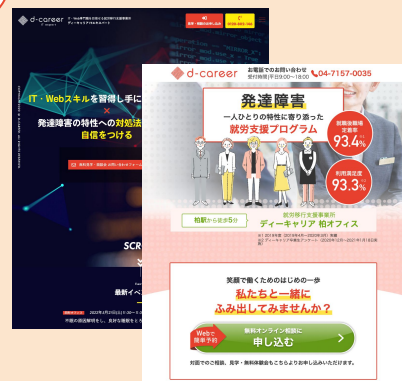 d-career
IT・Webスキルを習得し手に
発達障害の特性への対処法
自信をつける
SCR
最新イベ
d-career
お電話でのお問い合わせ
受付時間/平日9:00〜18:00
04-7157-0035
発達障害
一人ひとりの特性に寄り添った
就労支援プログラム
就職後職場
定着率
93.4%
利用満足度
93.3%
柏駅から徒歩5分
就労移行支援事業所
ディーキャリア 柏オフィス
笑顔で働くためのはじめの一歩
私たちと一緒に
ふみ出してみませんか？
Webで
簡単予約
無料オンライン相談に
申し込む
対面でのご相談、見学・無料体験会もこちらよりお申し込みいただけます。